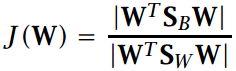 J(W) = |W^T S_B W| / |W^T S_W W|